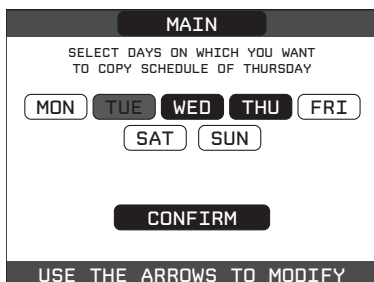 MAIN
SELECT DAYS ON WHICH YOU WANT
TO COPY SCHEDULE OF THURSDAY
MON TUE WED THU FRI
SAT SUN
CONFIRM
USE THE ARROWS TO MODIFY